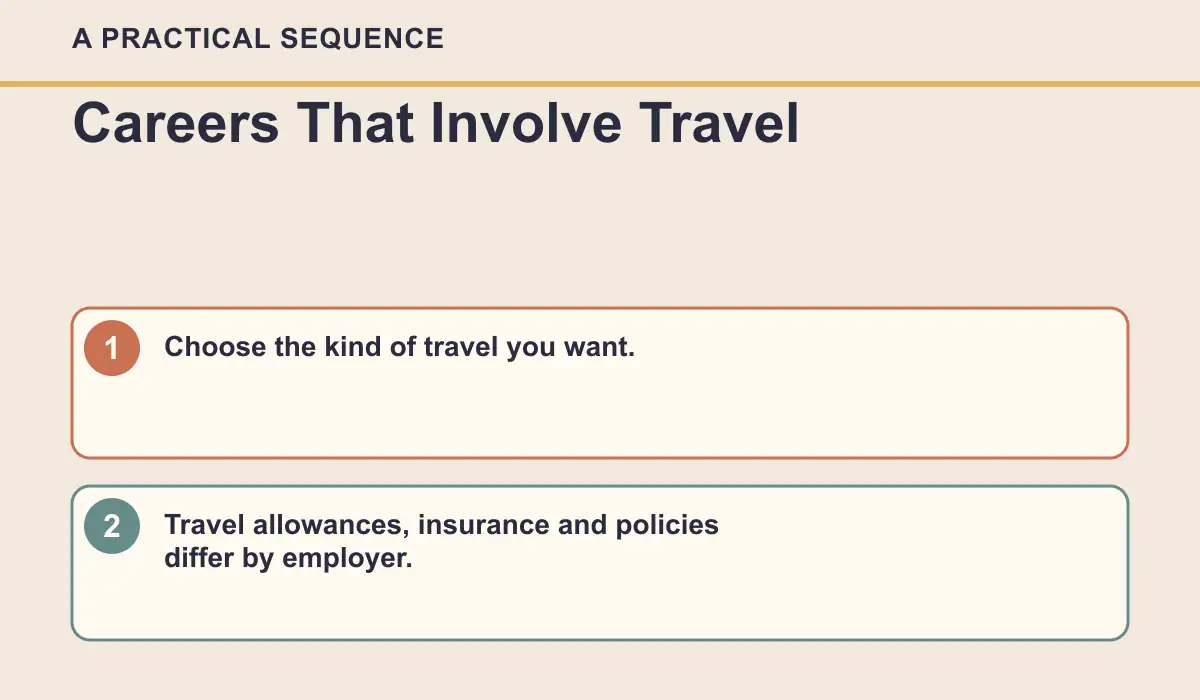 A PRACTICAL SEQUENCE
Careers That Involve Travel
1
Choose the kind of travel you want.
2
Travel allowances, insurance and policies
differ by employer.